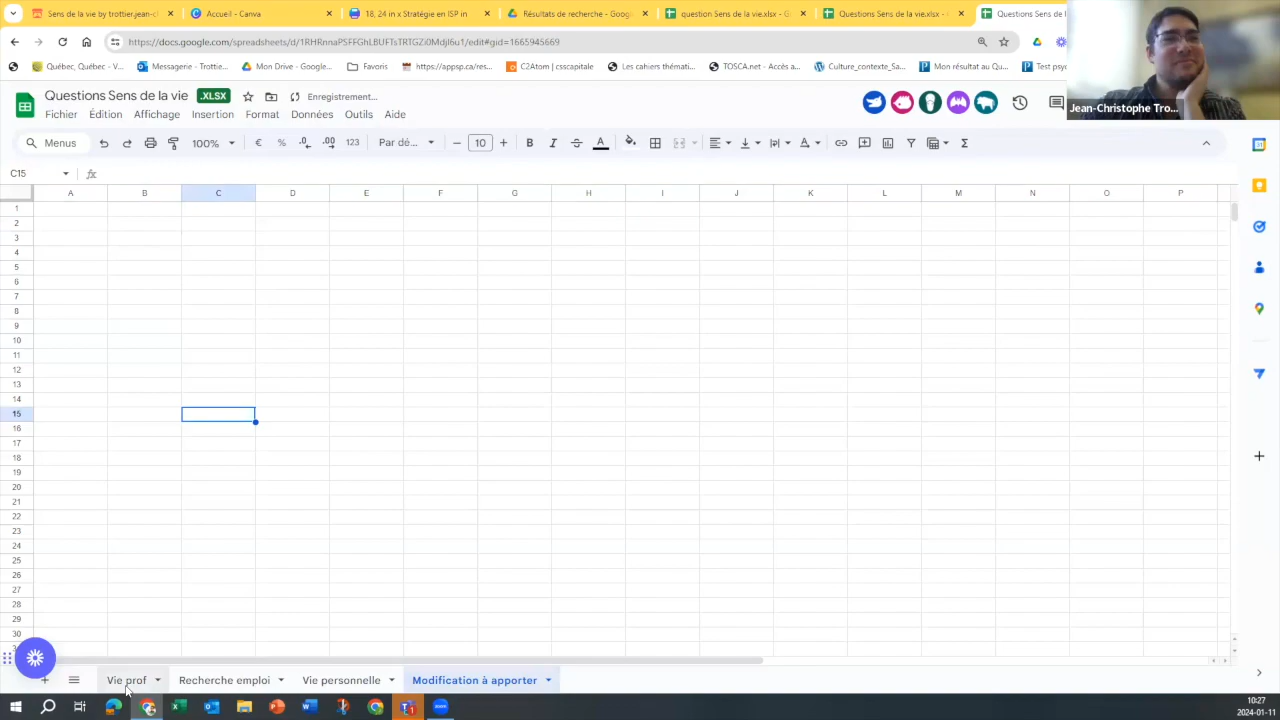 Sens de la vie by trottier.jean-cl
Accueil - Canva
18, 24 in x Stratégie en ISP in
Résultats de recherche - Googl
question Sens de la vie.xlsx - G
Questions Sens de la vie.xlsx -
Questions Sens de l
https://docs.google.com/spreadsheets/d/1RHRnnaPSFFGhLBUFTsTRTGZi0MdjI6u1/edit#gid=1665945669
Québec, Québec - V...
Messagerie - Trottie...
Mon Drive - Google...
Favoris
https://appsp.ca/res...
C2Atom | csscapitale
Les cahiers thémati...
TOSCA.net - Accès a...
Culture_contexte_Sa...
Mon résultat au Qu...
Test psy
Jean-Christophe Tro...
Questions Sens de la vie
.XLSX
Enregistrement...
Fichier Édition Affichage Insertion Format Données Outils Aide
Menus
100%
€ % .0 .00 123
Par dé...
10
B I S A
Σ
C15
fx
A B C D E F G H I J K L M N O P
1
2
3
4
5
6
7
8
9
10
11
12
13
14
15
16
17
18
19
20
21
22
23
24
25
26
27
28
29
30
Vie prof
Recherche emploi
Vie personnelle
Modification à apporter
10:27
2024-01-11